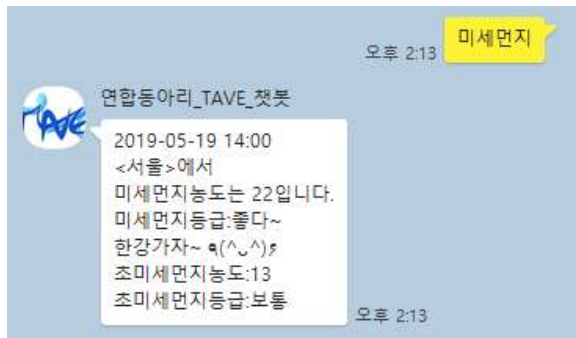 미세먼지
오후 2:13
TAVE
연합동아리_TAVE_챗봇
2019-05-19 14:00
<서울>에서
미세먼지농도는 22입니다.
미세먼지등급:좋다~
한강가자~ ٩(^ᴗ^)۶
초미세먼지농도:13
초미세먼지등급:보통
오후 2:13